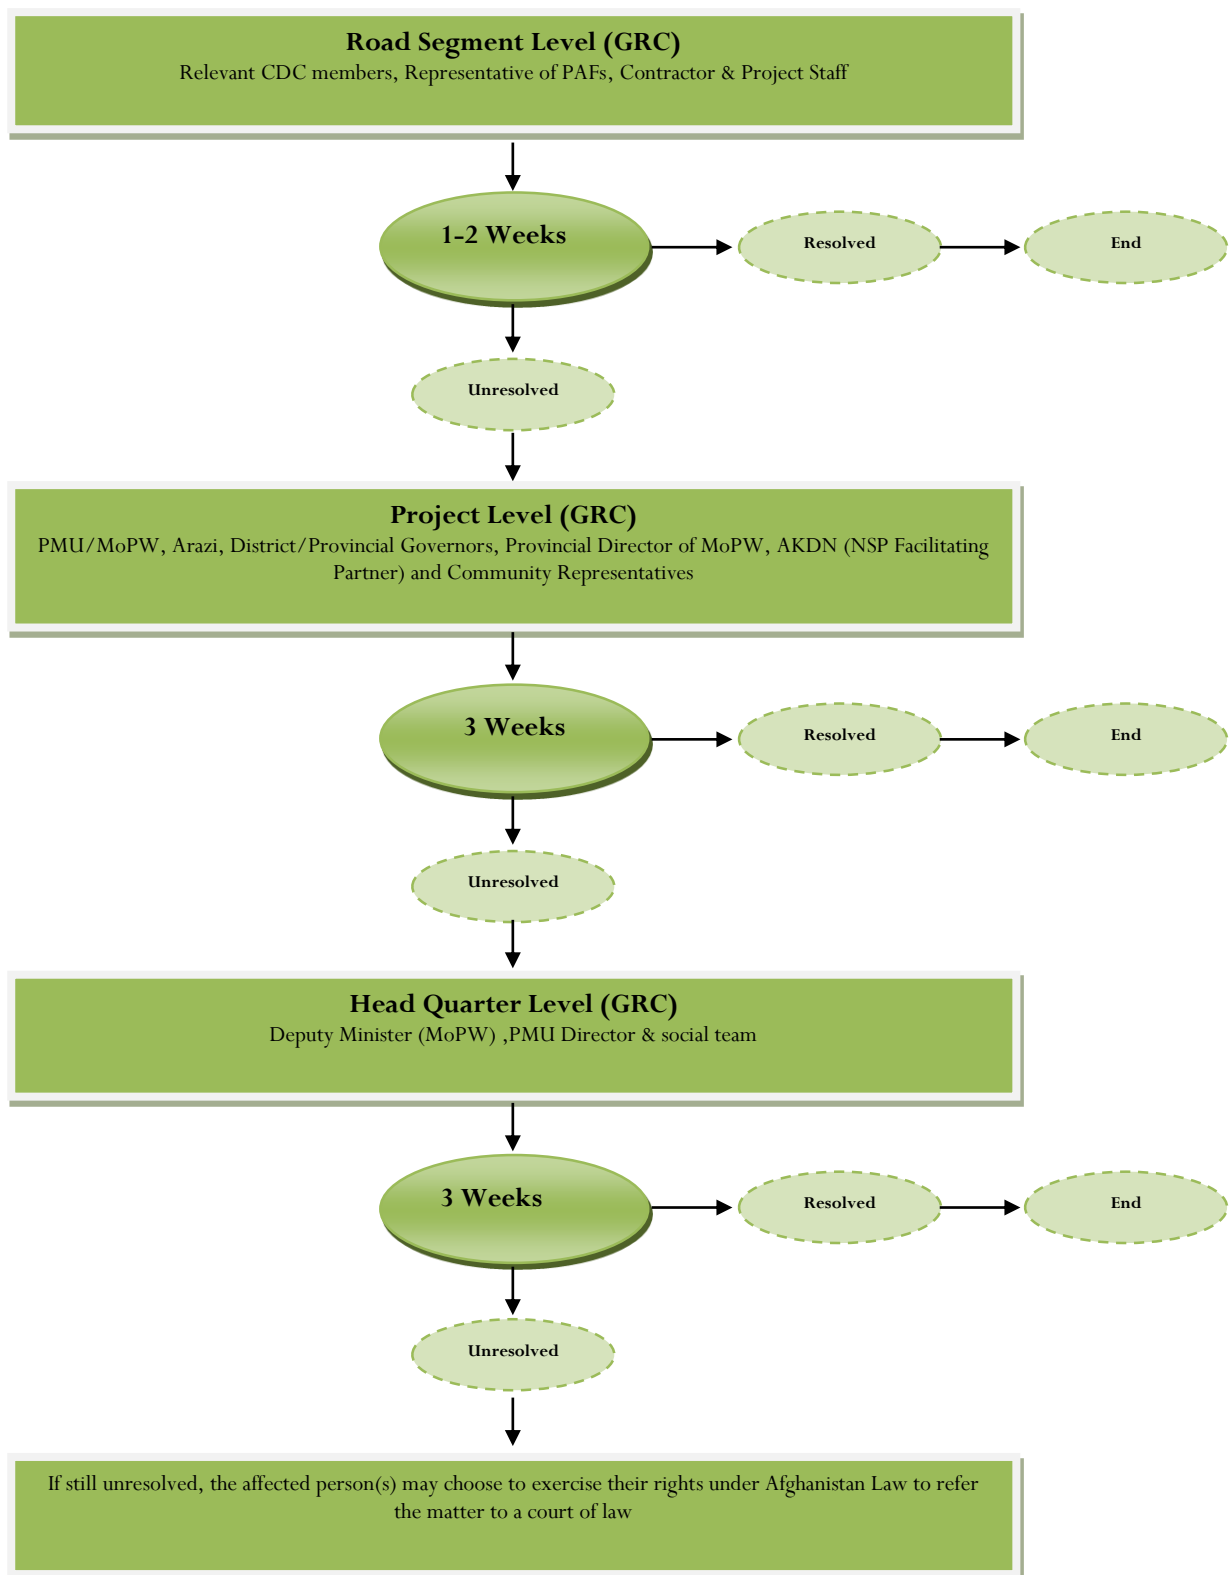 Road Segment Level (GRC)
Relevant CDC members, Representative of PAFs, Contractor & Project Staff
1-2 Weeks
Resolved
End
Unresolved
Project Level (GRC)
PMU/MoPW, Arazi, District/Provincial Governors, Provincial Director of MoPW, AKDN (NSP Facilitating
Partner) and Community Representatives
3 Weeks
Resolved
End
Unresolved
Head Quarter Level (GRC)
Deputy Minister (MoPW) ,PMU Director & social team
3 Weeks
Resolved
End
Unresolved
If still unresolved, the affected person(s) may choose to exercise their rights under Afghanistan Law to refer
the matter to a court of law